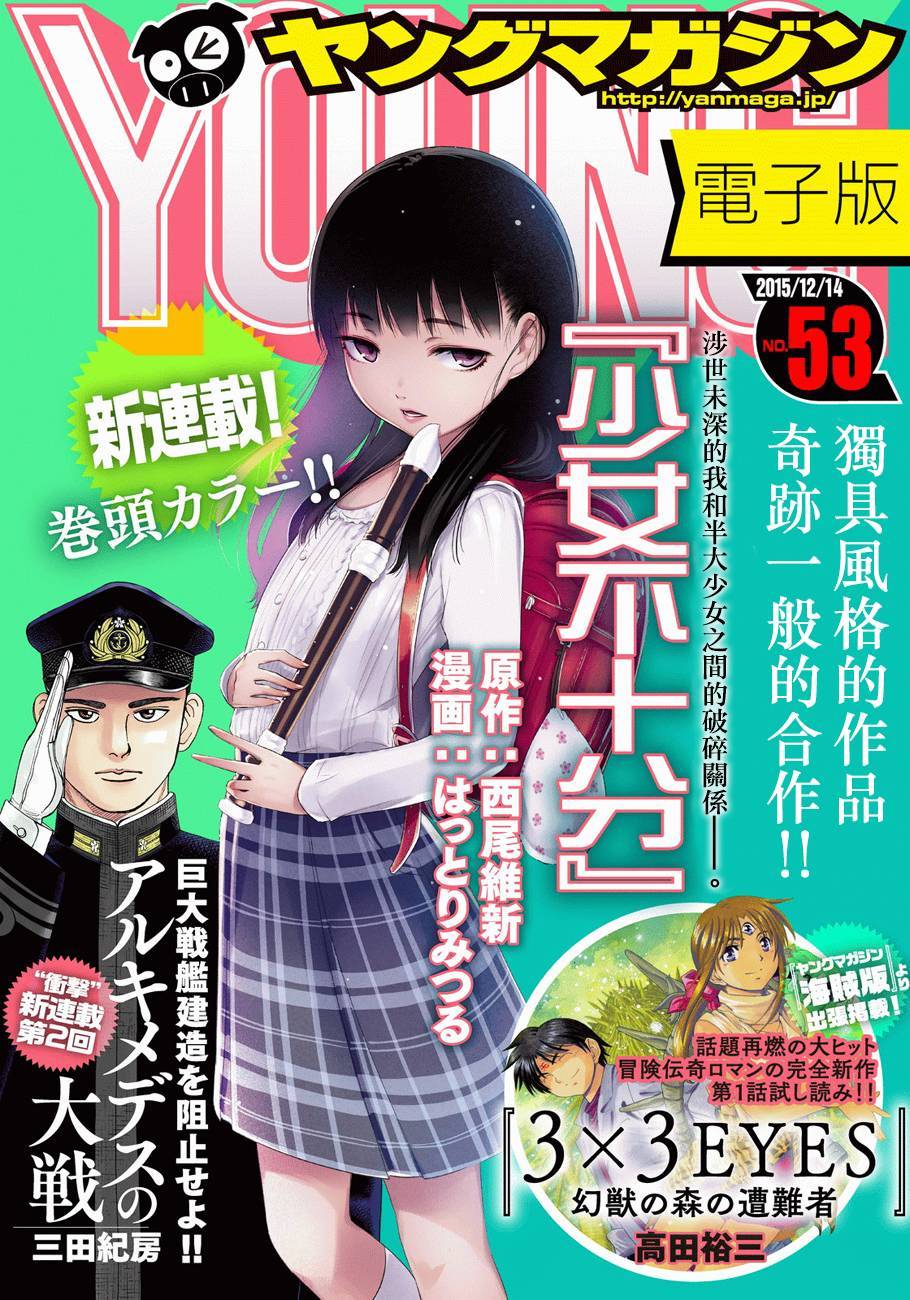 YOUNG
ヤングマガジン
http://yanmaga.jp/
電子版
2015/12/14
NO.53
獨具風格的作品
奇跡一般的合作!!
涉世未深的我和半大少女之間的破碎關係——。
『少女不十分』
原作：西尾維新
漫画：はっとりみつる
新連載!
巻頭カラー!!
巨大戦艦建造を阻止せよ!!
アルキメデスの
大戦
三田紀房
"衝撃"
新連載
第2回
『ヤングマガジン
海賊版』より
出張掲載!
話題再燃の大ヒット
冒険伝奇ロマンの完全新作
第1話試し読み!!
『3×3EYES』
幻獣の森の遭難者
高田裕三